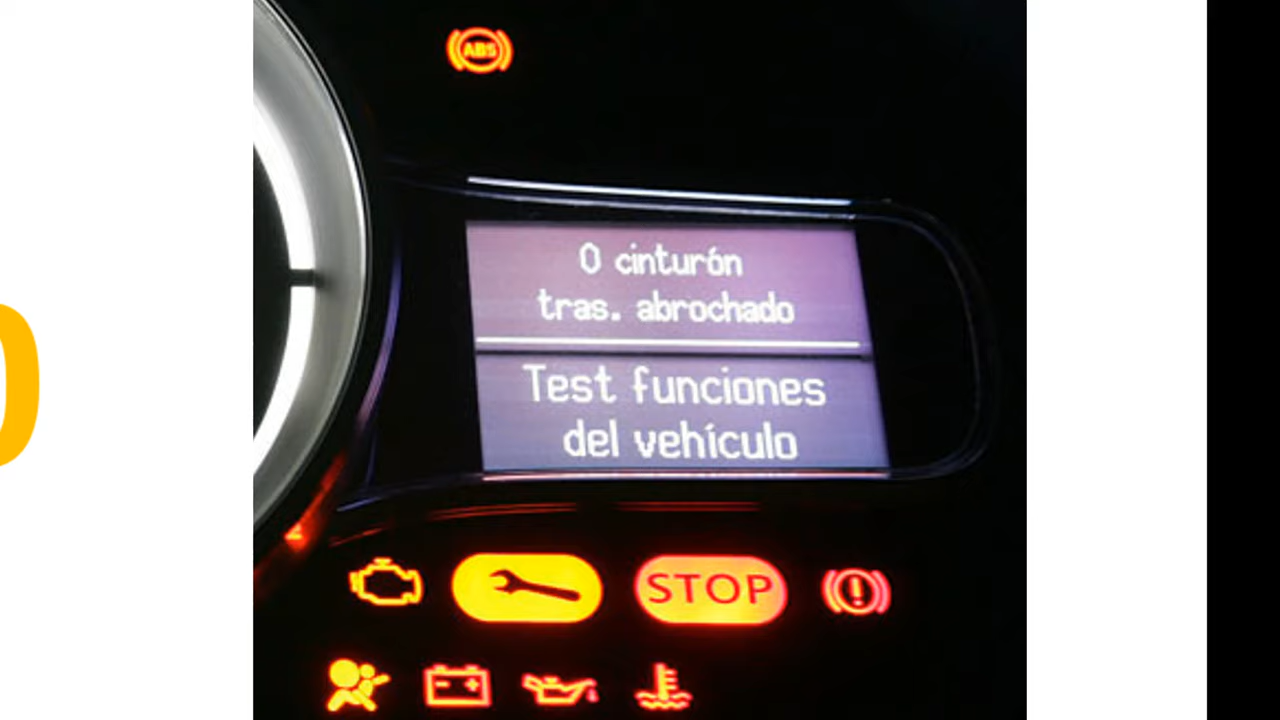 ABS
0 cinturón
tras. abrochado
Test funciones
del vehículo
STOP